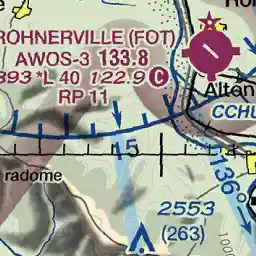 ROHNERVILLE (FOT)
AWOS-3 133.8
393 *L 40 122.9 C
RP 11
Alton
CCHU
15
136°
radome
2553
(263)
1000